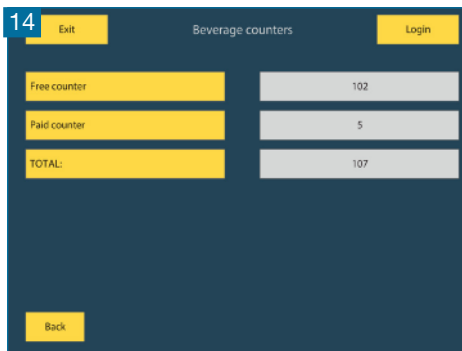 14
Exit Beverage counters Login
Free counter 102
Paid counter 5
TOTAL: 107
Back